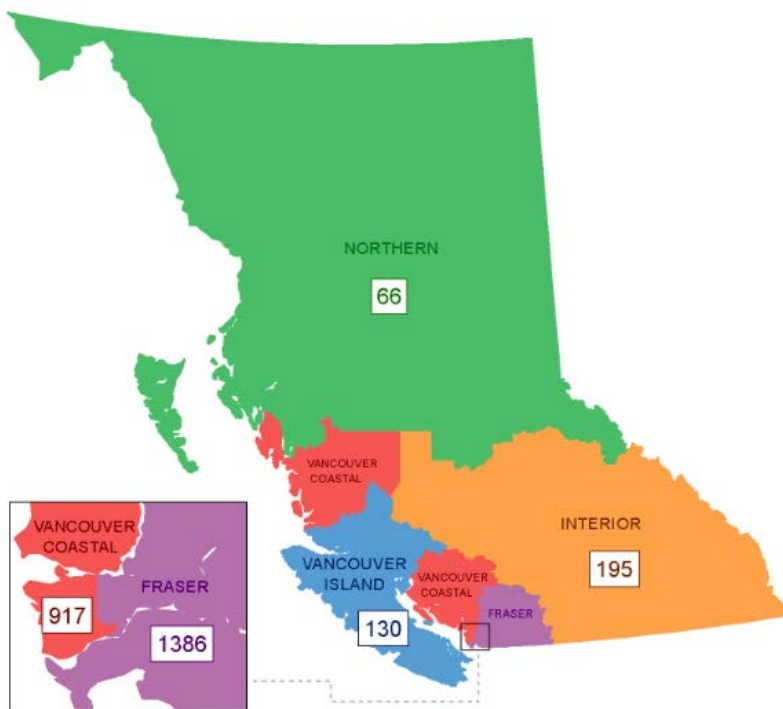 NORTHERN
66
VANCOUVER
COASTAL
INTERIOR
195
VANCOUVER
ISLAND
130
VANCOUVER
COASTAL
FRASER
VANCOUVER
COASTAL
917
FRASER
1386